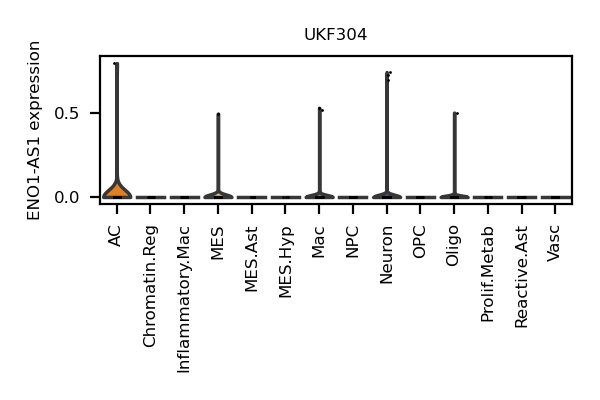 UKF304
ENO1-AS1 expression
0.5
0.0
AC
Chromatin.Reg
Inflammatory.Mac
MES
MES.Ast
MES.Hyp
Mac
NPC
Neuron
OPC
Oligo
Prolif.Metab
Reactive.Ast
Vasc